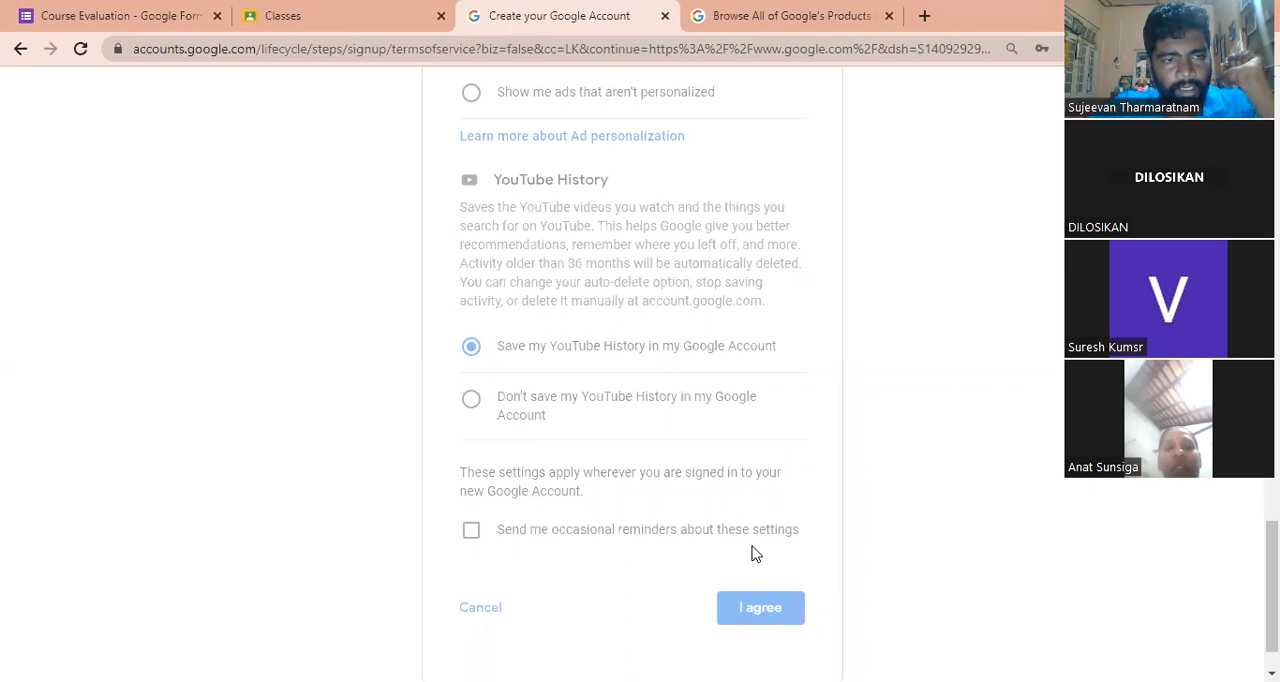 Course Evaluation - Google Form
Classes
Create your Google Account
Browse All of Google's Products
accounts.google.com/lifecycle/steps/signup/termsofservice?biz=false&cc=LK&continue=https%3A%2F%2Fwww.google.com%2F&dsh=S14092929...
Show me ads that aren't personalized
Learn more about Ad personalization
YouTube History
Saves the YouTube videos you watch and the things you
search for on YouTube. This helps Google give you better
recommendations, remember where you left off, and more.
Activity older than 36 months will be automatically deleted.
You can change your auto-delete option, stop saving
activity, or delete it manually at account.google.com.
Save my YouTube History in my Google Account
Don't save my YouTube History in my Google
Account
These settings apply wherever you are signed in to your
new Google Account.
Send me occasional reminders about these settings
Cancel
I agree
Sujeevan Tharmaratnam
DILOSIKAN
DILOSIKAN
V
Suresh Kumsr
Anat Sunsiga